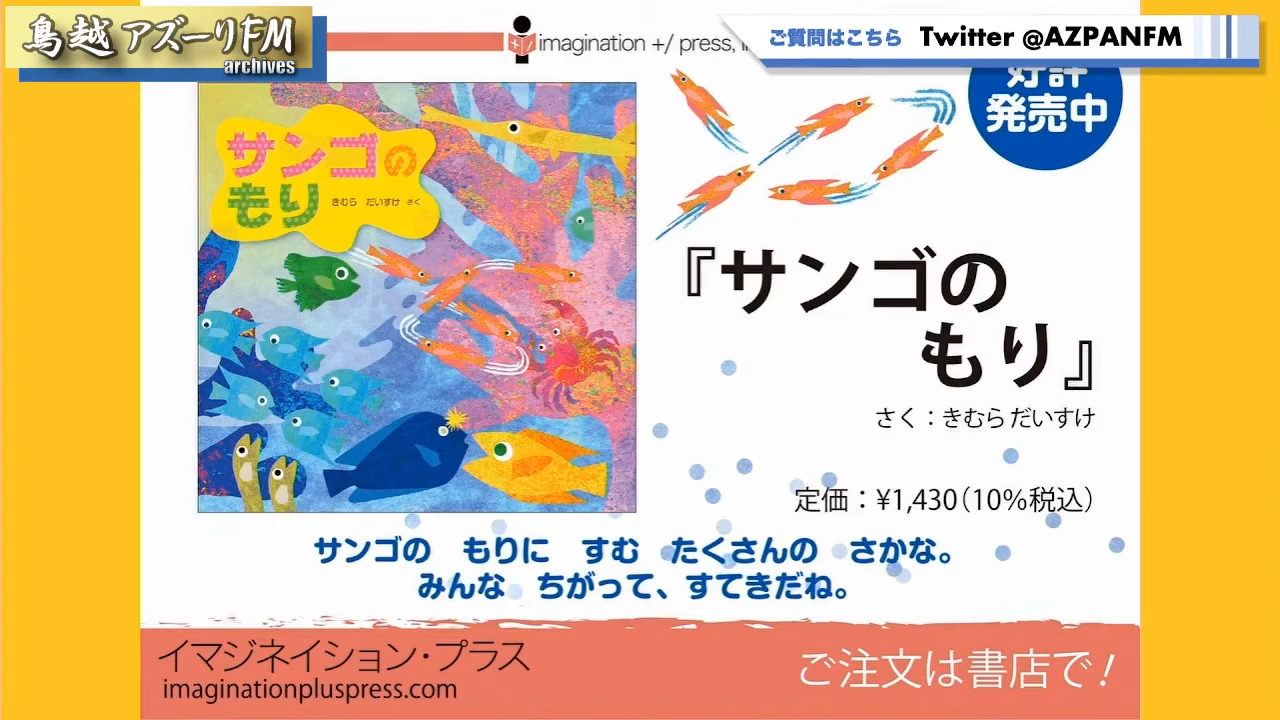 鳥越アズーリFM
archives
imagination +/ press,
ご質問はこちら Twitter @AZPANFM
好評
発売中
サンゴの
もり
きむら だいすけ さく
『サンゴの
もり』
さく：きむら だいすけ
定価：¥1,430（10%税込）
サンゴの もりに すむ たくさんの さかな。
みんな ちがって、すてきだね。
イマジネイション・プラス
imaginationpluspress.com
ご注文は書店で！